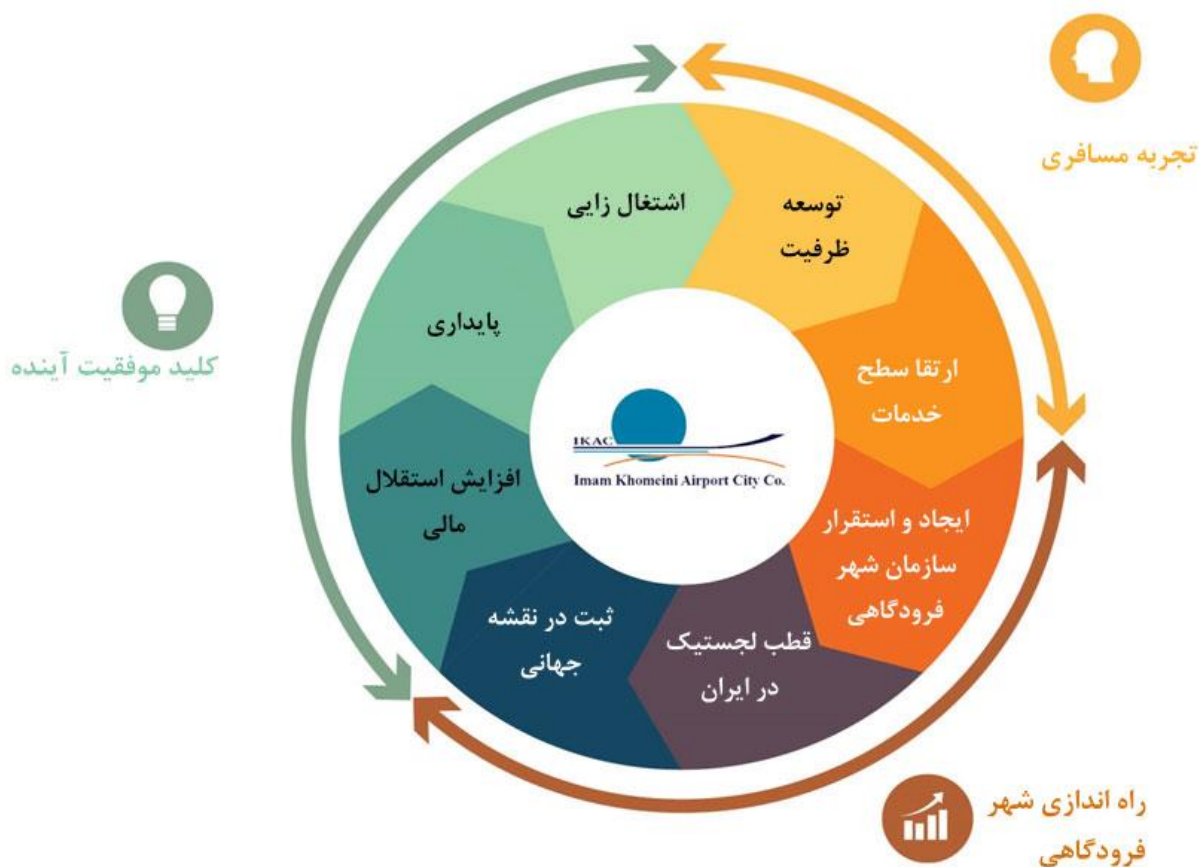 تجربه مسافری
توسعه
ظرفیت
ارتقا سطح
خدمات
ایجاد و استقرار
سازمان شهر
فرودگاهی
قطب لجستیک
در ایران
ثبت در نقشه
جهانی
افزایش استقلال
مالی
پایداری
اشتغال زایی
کلید موفقیت آینده
راه اندازی شهر
فرودگاهی
IKAC
Imam Khomeini Airport City Co.